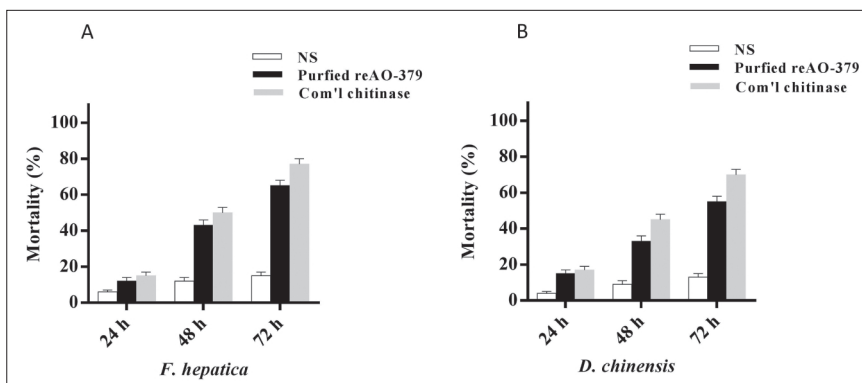 A
NS
Purfied reAO-379
Com'l chitinase
Mortality (%)
100
80
60
40
20
0
24 h
48 h
72 h
F. hepatica
B
NS
Purfied reAO-379
Com'l chitinase
Mortality (%)
100
80
60
40
20
0
24 h
48 h
72 h
D. chinensis